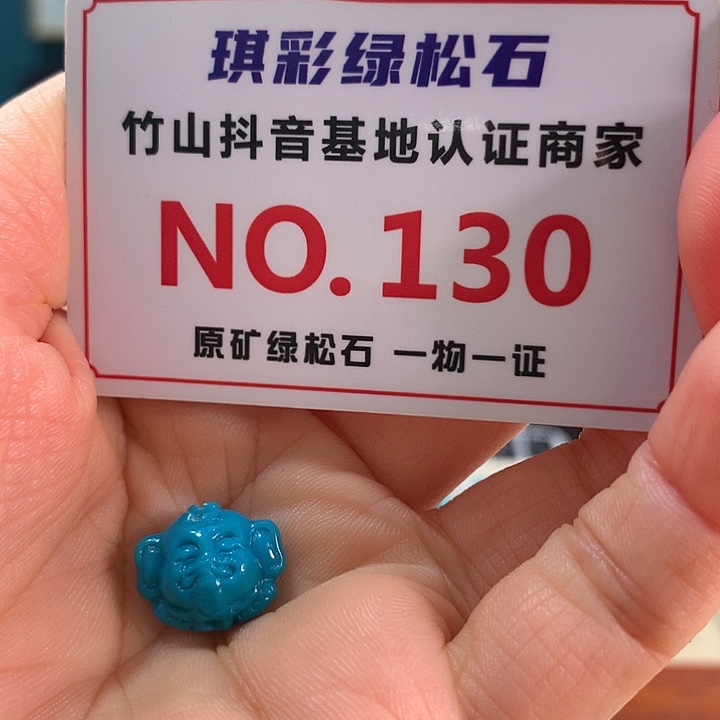 琪彩绿松石
竹山抖音基地认证商家
NO.130
原矿绿松石 一物一证